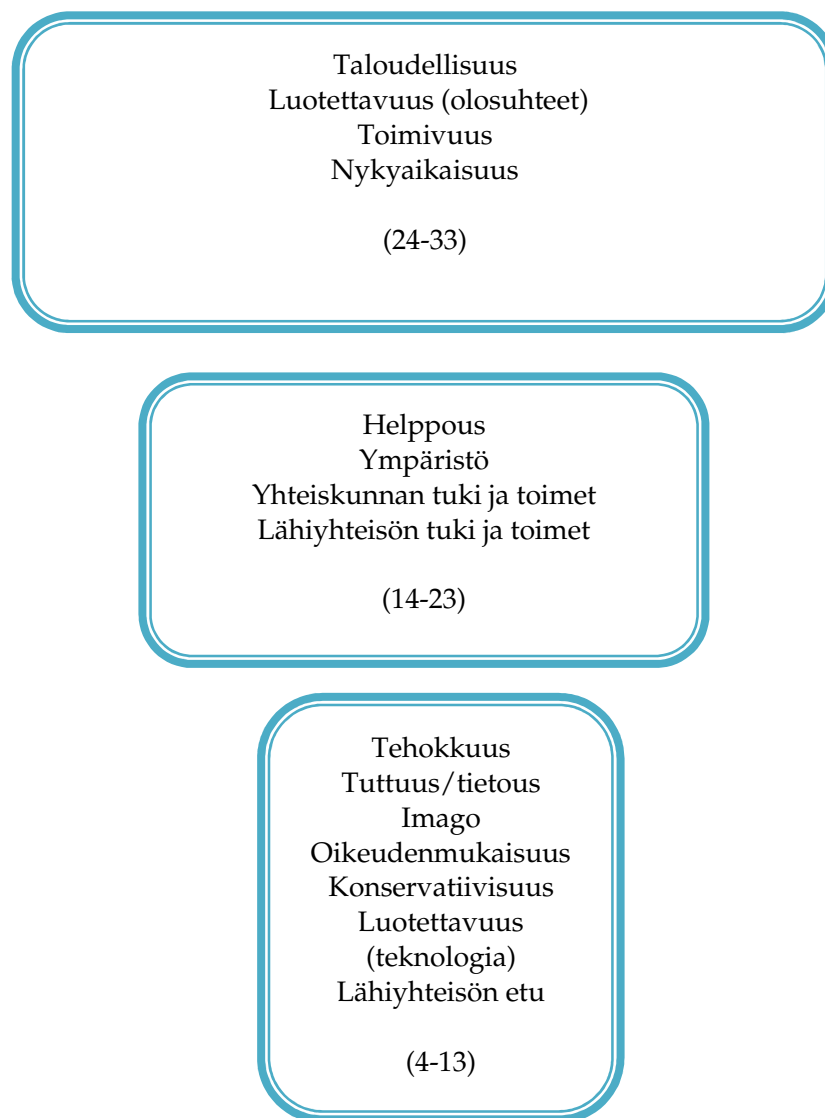 Taloudellisuus
Luotettavuus (olosuhteet)
Toimivuus
Nykyaikaisuus
(24-33)
Helppous
Ympäristö
Yhteiskunnan tuki ja toimet
Lähiyhteisön tuki ja toimet
(14-23)
Tehokkuus
Tuttuus/tietous
Imago
Oikeudenmukaisuus
Konservatiivisuus
Luotettavuus
(teknologia)
Lähiyhteisön etu
(4-13)